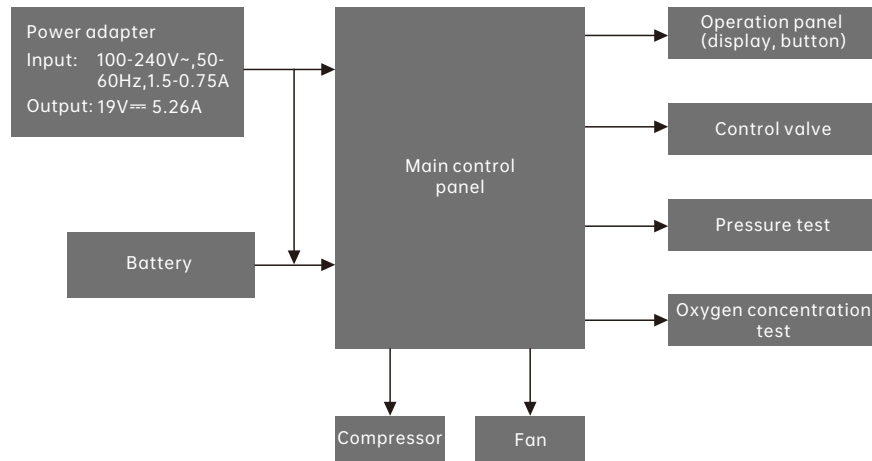 Power adapter
Input: 100-240V~,50-
60Hz,1.5-0.75A
Output: 19V⎓ 5.26A
Operation panel
(display, button)
Control valve
Main control
panel
Pressure test
Battery
Oxygen concentration
test
Compressor
Fan